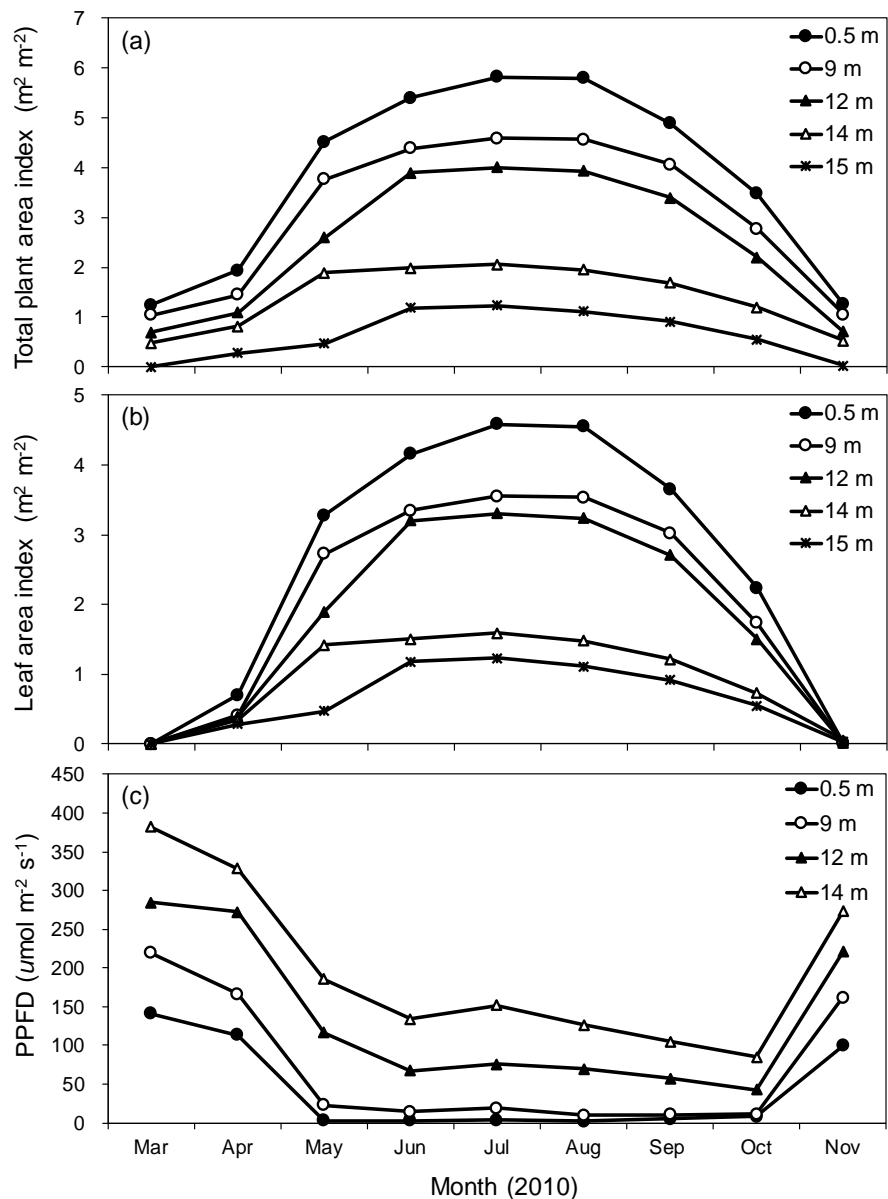 (a)
Total plant area index (m² m⁻²)
7
6
5
4
3
2
1
0
0.5 m
9 m
12 m
14 m
15 m
(b)
Leaf area index (m² m⁻²)
5
4
3
2
1
0
0.5 m
9 m
12 m
14 m
15 m
(c)
PPFD (umol m⁻² s⁻¹)
450
400
350
300
250
200
150
100
50
0
0.5 m
9 m
12 m
14 m
Mar Apr May Jun Jul Aug Sep Oct Nov
Month (2010)